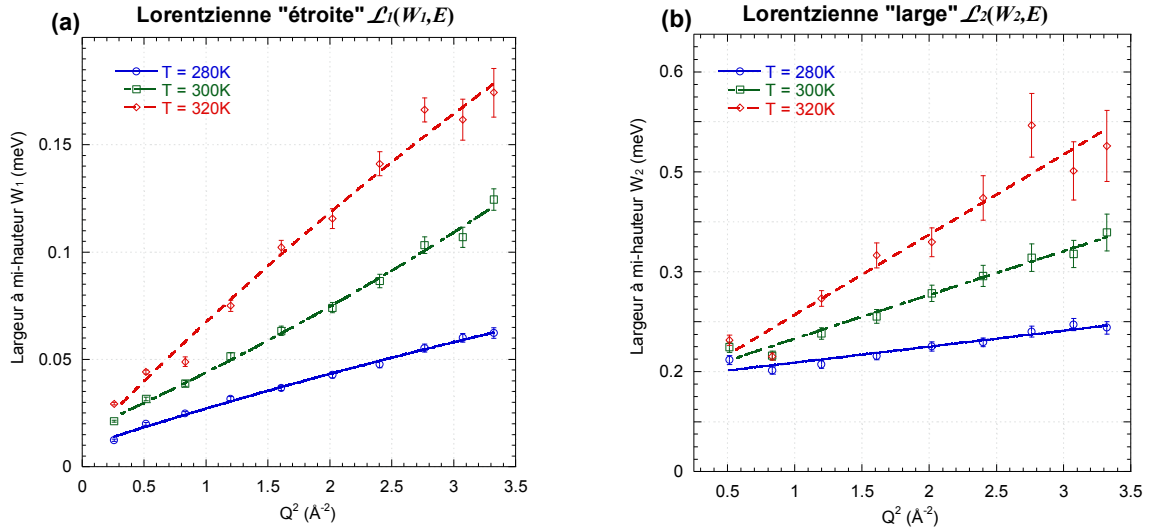 (a) Lorentzienne "étroite" ℒ1(W1,E)
T = 280K
T = 300K
T = 320K
Largeur à mi-hauteur W1 (meV)
0.15
0.1
0.05
0
0 0.5 1 1.5 2 2.5 3 3.5
Q2 (Å-2)
(b) Lorentzienne "large" ℒ2(W2,E)
T = 280K
T = 300K
T = 320K
Largeur à mi-hauteur W2 (meV)
0.6
0.5
0.3
0.2
0
0.5 1 1.5 2 2.5 3 3.5
Q2 (Å-2)